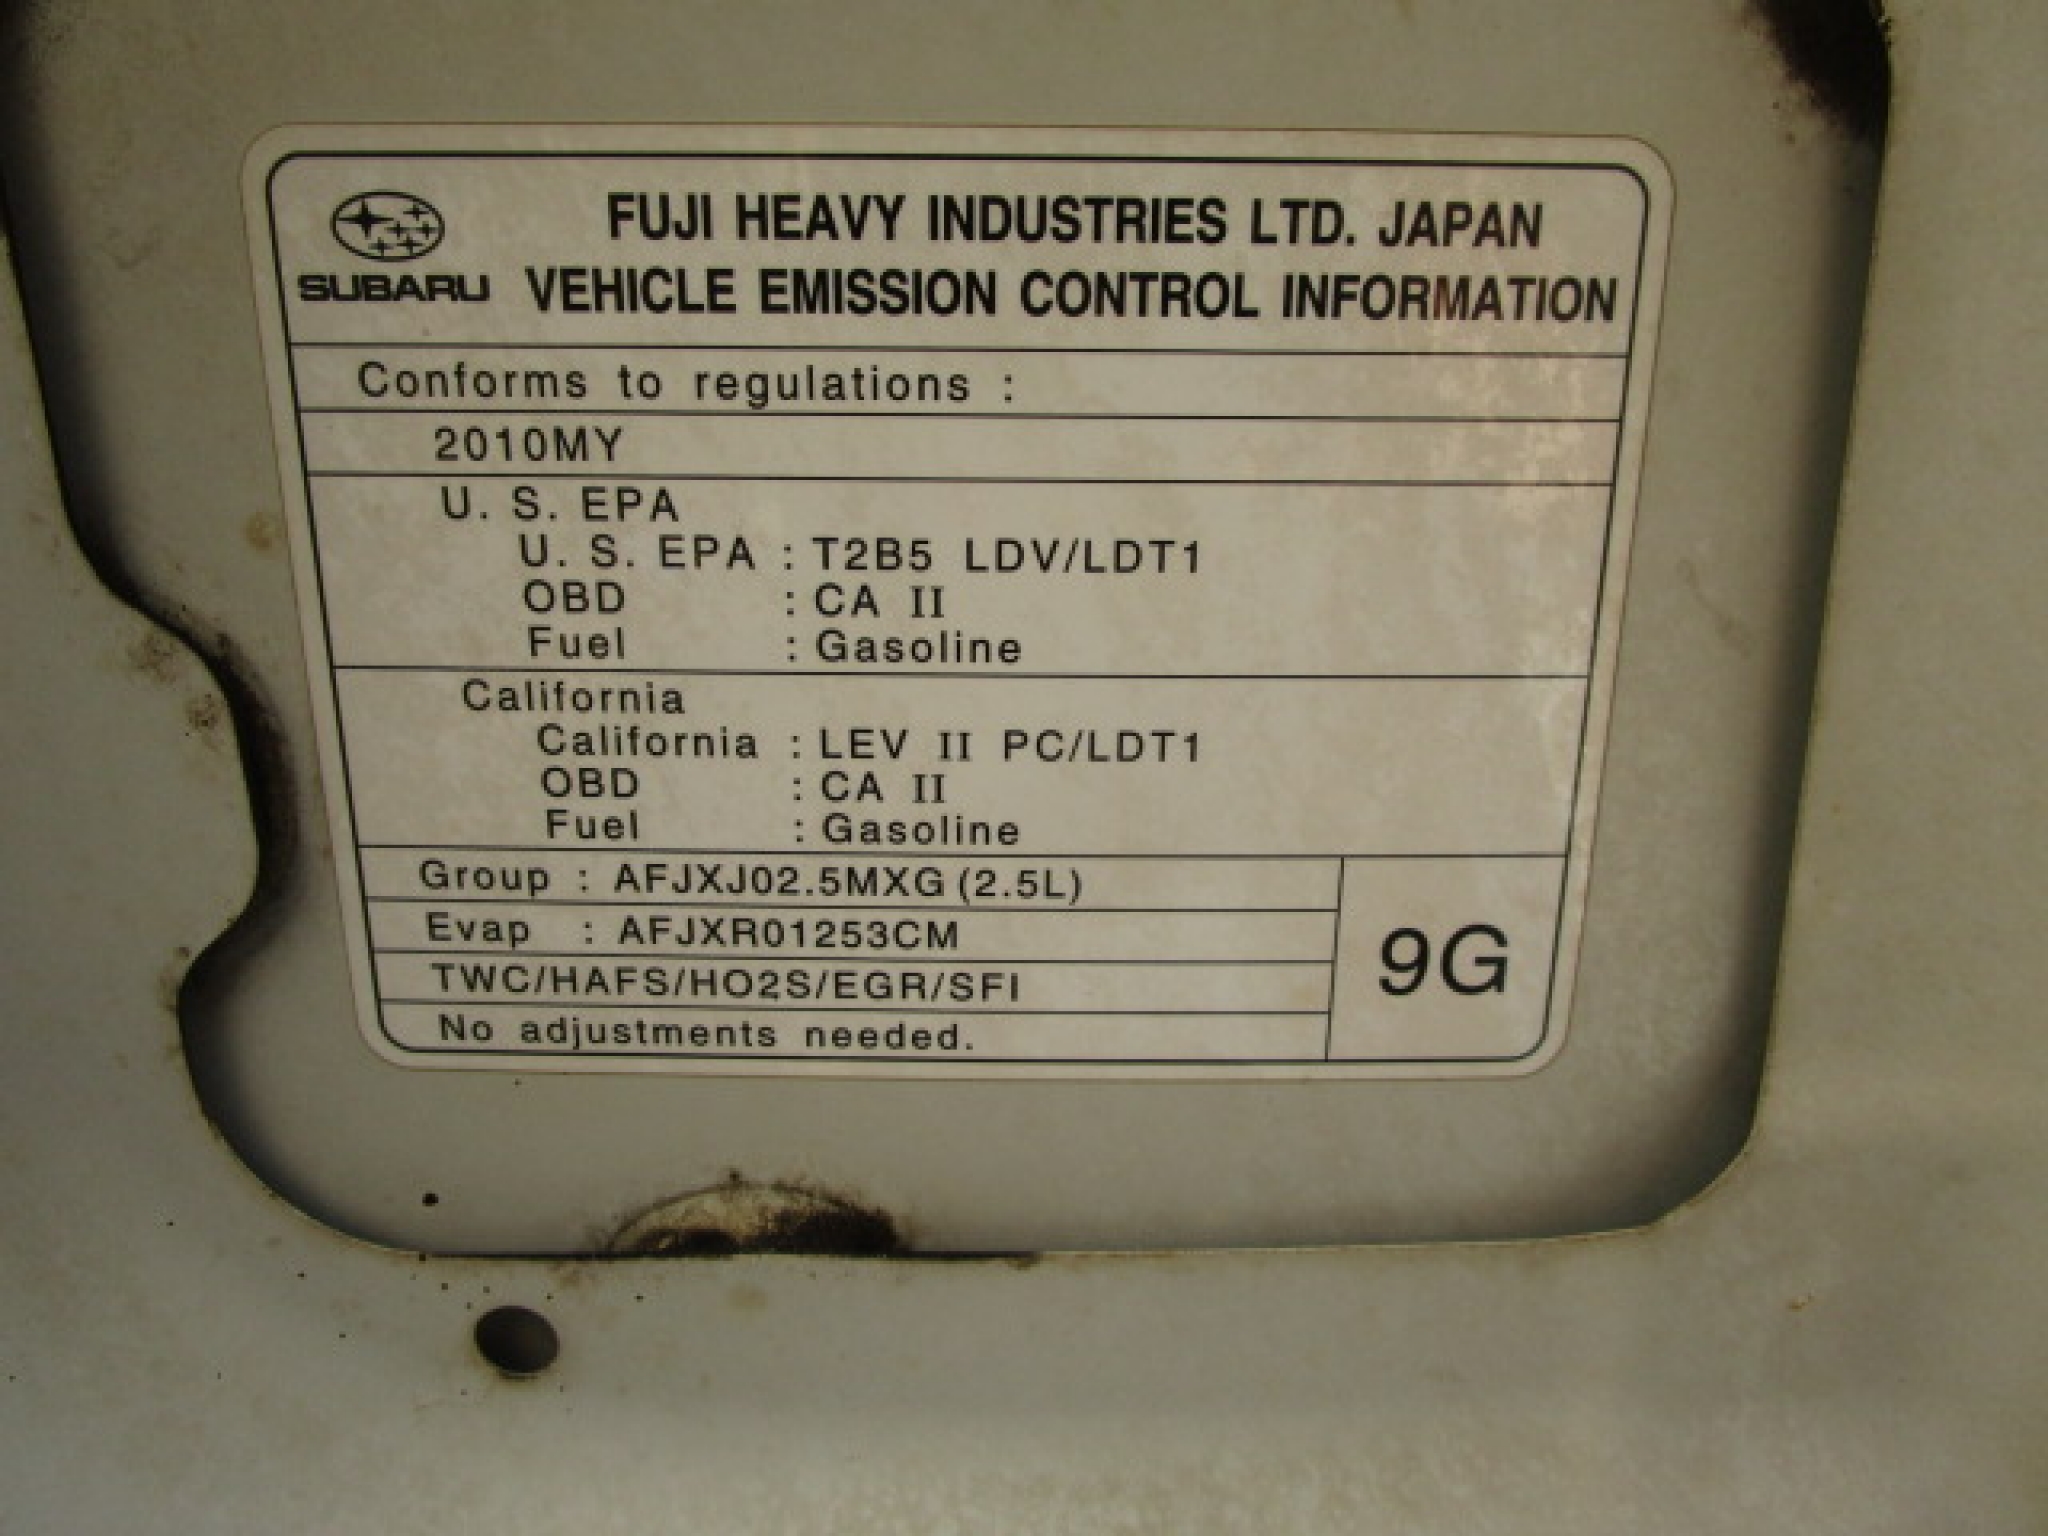 SUBARU
FUJI HEAVY INDUSTRIES LTD. JAPAN
VEHICLE EMISSION CONTROL INFORMATION
Conforms to regulations :
2010MY
U. S. EPA
U. S. EPA : T2B5 LDV/LDT1
OBD : CA II
Fuel : Gasoline
California
California : LEV II PC/LDT1
OBD : CA II
Fuel : Gasoline
Group : AFJXJ02.5MXG (2.5L)
Evap : AFJXR01253CM
TWC/HAFS/HO2S/EGR/SFI
No adjustments needed.
9G